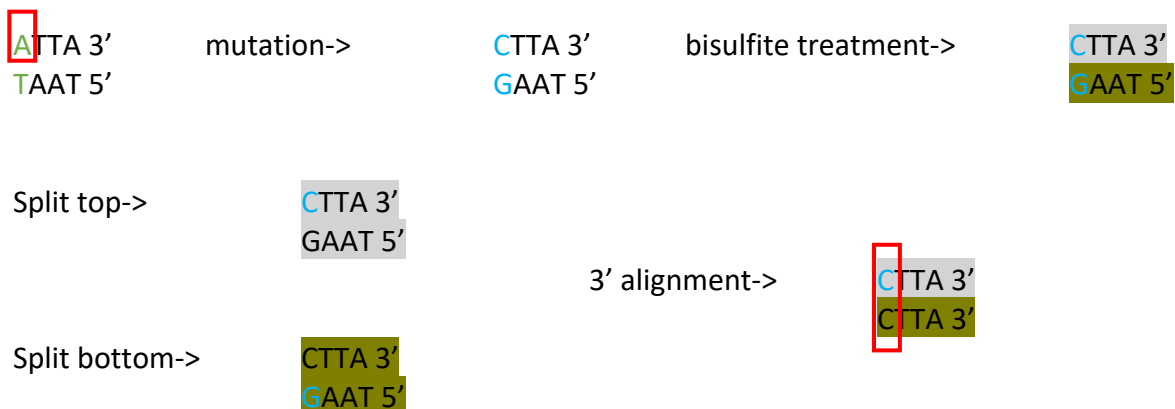 ATTA 3’ mutation-> CTTA 3’ bisulfite treatment-> CTTA 3’
TAAT 5’ GAAT 5’ GAAT 5’
Split top-> CTTA 3’
GAAT 5’
3’ alignment-> CTTA 3’
CTTA 3’
Split bottom-> CTTA 3’
GAAT 5’